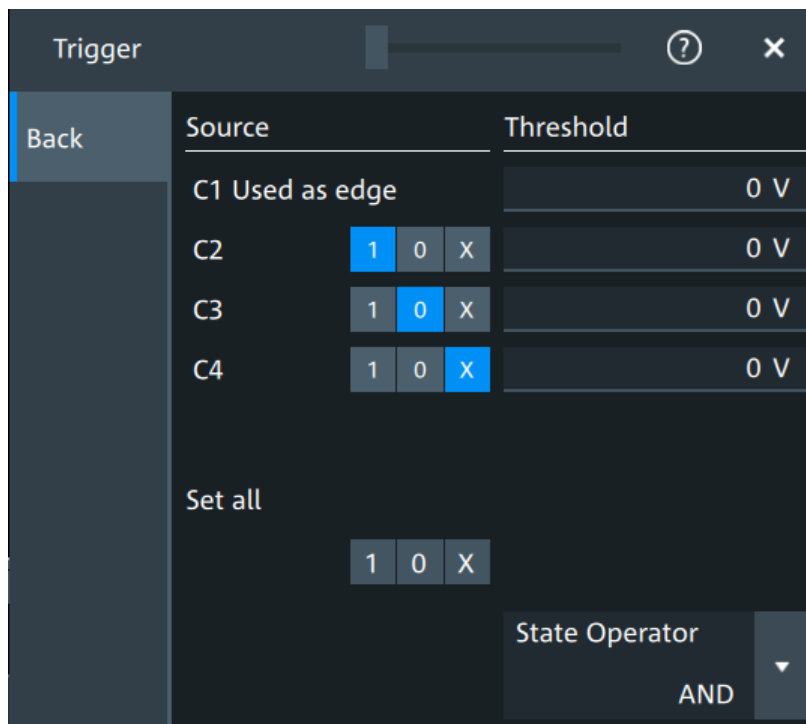 Trigger ? ×
Back
Source Threshold
C1 Used as edge 0 V
C2 1 0 X 0 V
C3 1 0 X 0 V
C4 1 0 X 0 V
Set all
1 0 X
State Operator
AND